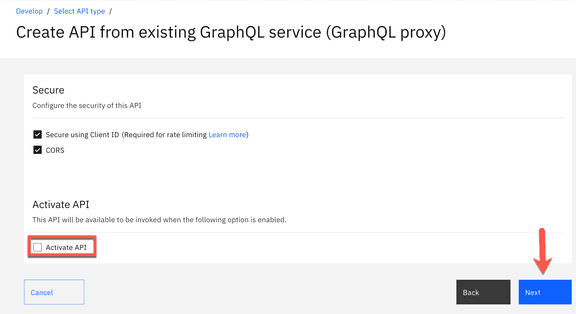 Develop / Select API type /
Create API from existing GraphQL service (GraphQL proxy)
Secure
Configure the security of this API
Secure using Client ID (Required for rate limiting Learn more)
CORS
Activate API
This API will be available to be invoked when the following option is enabled.
Activate API
Cancel
Back
Next